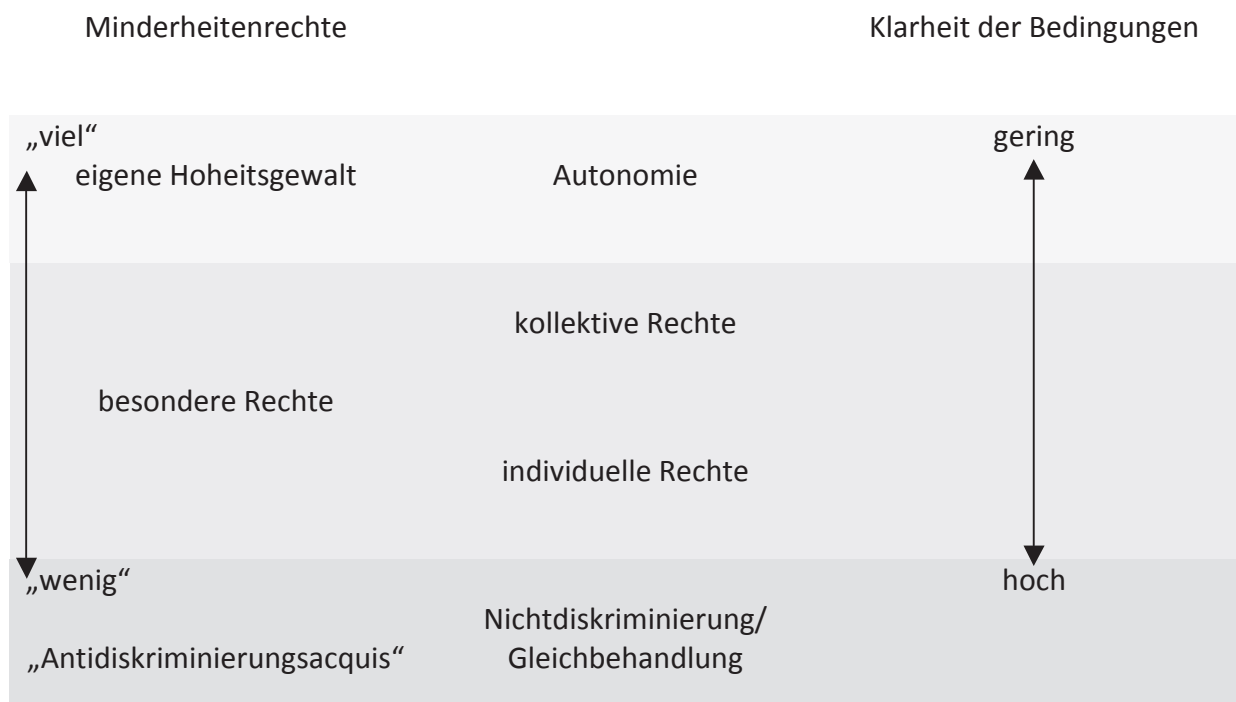 Minderheitenrechte Klarheit der Bedingungen
„viel“ gering
eigene Hoheitsgewalt Autonomie
kollektive Rechte
besondere Rechte
individuelle Rechte
„wenig“ hoch
Nichtdiskriminierung/
„Antidiskriminierungsacquis“ Gleichbehandlung